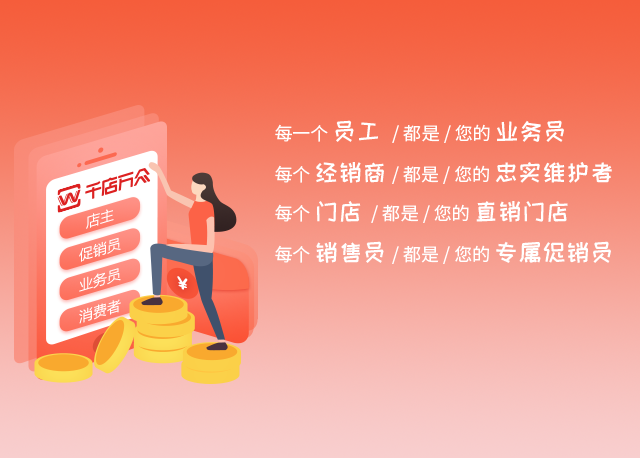 每一个 员工 / 都是 / 您的 业务员
每个 经销商 / 都是 / 您的 忠实维护者
每个 门店 / 都是 / 您的 直销门店
每个 销售员 / 都是 / 您的 专属促销员
千店万众
店主
促销员
业务员
消费者
¥